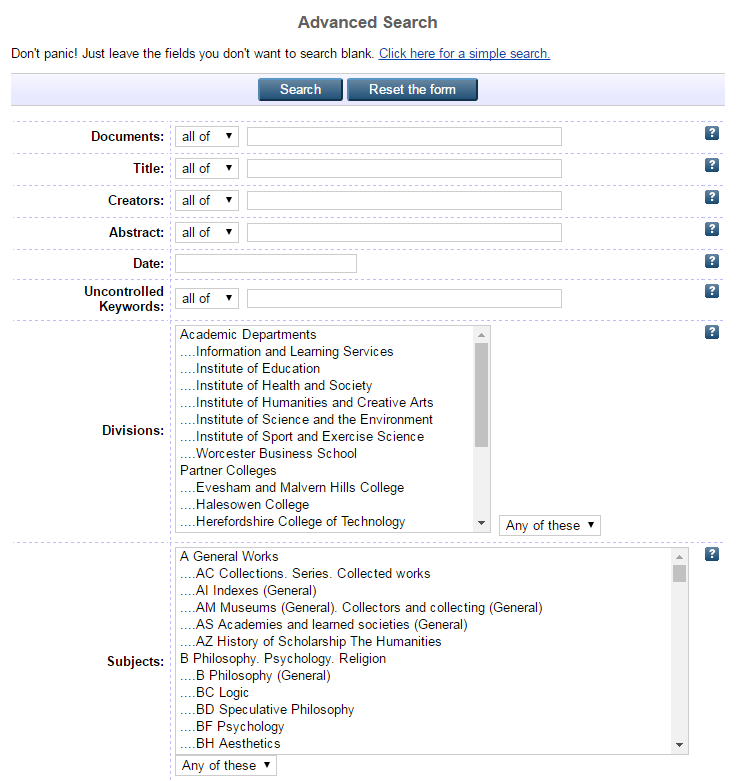 Advanced Search
Don't panic! Just leave the fields you don't want to search blank. Click here for a simple search.
Search Reset the form
Documents: all of ?
Title: all of ?
Creators: all of ?
Abstract: all of ?
Date: ?
Uncontrolled
Keywords: all of ?
Divisions:
Academic Departments ?
....Information and Learning Services
....Institute of Education
....Institute of Health and Society
....Institute of Humanities and Creative Arts
....Institute of Science and the Environment
....Institute of Sport and Exercise Science
....Worcester Business School
Partner Colleges
....Evesham and Malvern Hills College
....Halesowen College
....Herefordshire College of Technology
Any of these
Subjects:
A General Works ?
....AC Collections. Series. Collected works
....AI Indexes (General)
....AM Museums (General). Collectors and collecting (General)
....AS Academies and learned societies (General)
....AZ History of Scholarship The Humanities
B Philosophy. Psychology. Religion
....B Philosophy (General)
....BC Logic
....BD Speculative Philosophy
....BF Psychology
....BH Aesthetics
Any of these